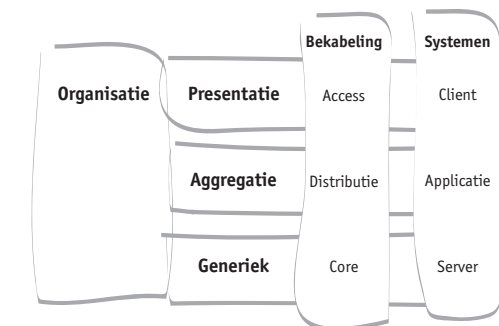 Bekabeling Systemen
Organisatie Presentatie Access Client
Aggregatie Distributie Applicatie
Generiek Core Server